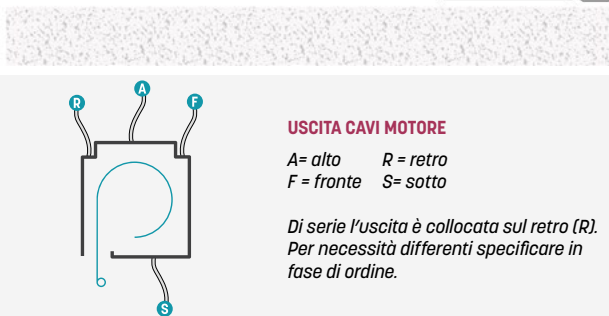 A
R
F
USCITA CAVI MOTORE
A= alto R = retro
F = fronte S= sotto
Di serie l'uscita è collocata sul retro (R).
Per necessità differenti specificare in
fase di ordine.
S